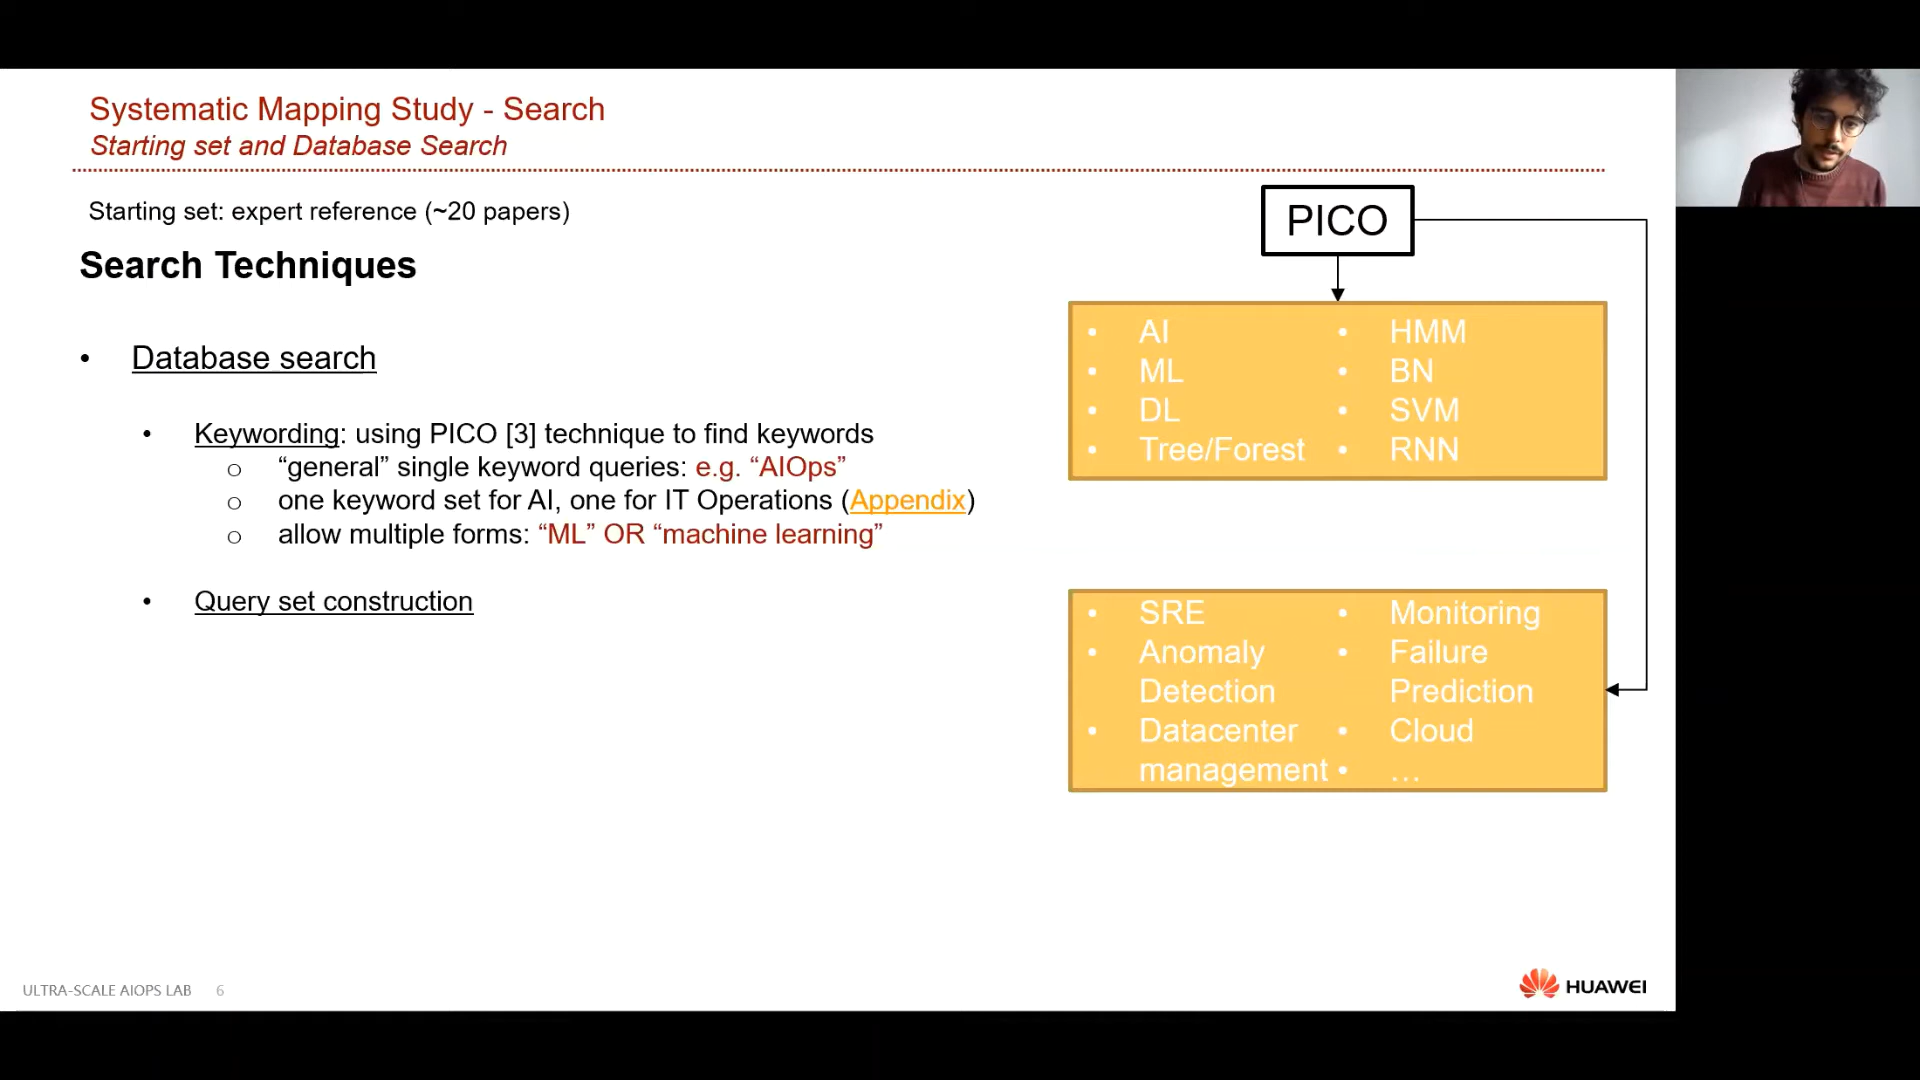 Systematic Mapping Study - Search
Starting set and Database Search
Starting set: expert reference (~20 papers)
Search Techniques
• Database search
• Keywording: using PICO [3] technique to find keywords
o “general” single keyword queries: e.g. “AIOps”
o one keyword set for AI, one for IT Operations (Appendix)
o allow multiple forms: “ML” OR “machine learning”
• Query set construction
PICO
• AI
• ML
• DL
• Tree/Forest
• HMM
• BN
• SVM
• RNN
• SRE
• Anomaly
Detection
• Datacenter
management
• Monitoring
• Failure
Prediction
• Cloud
• …
ULTRA-SCALE AIOPS LAB 6
HUAWEI